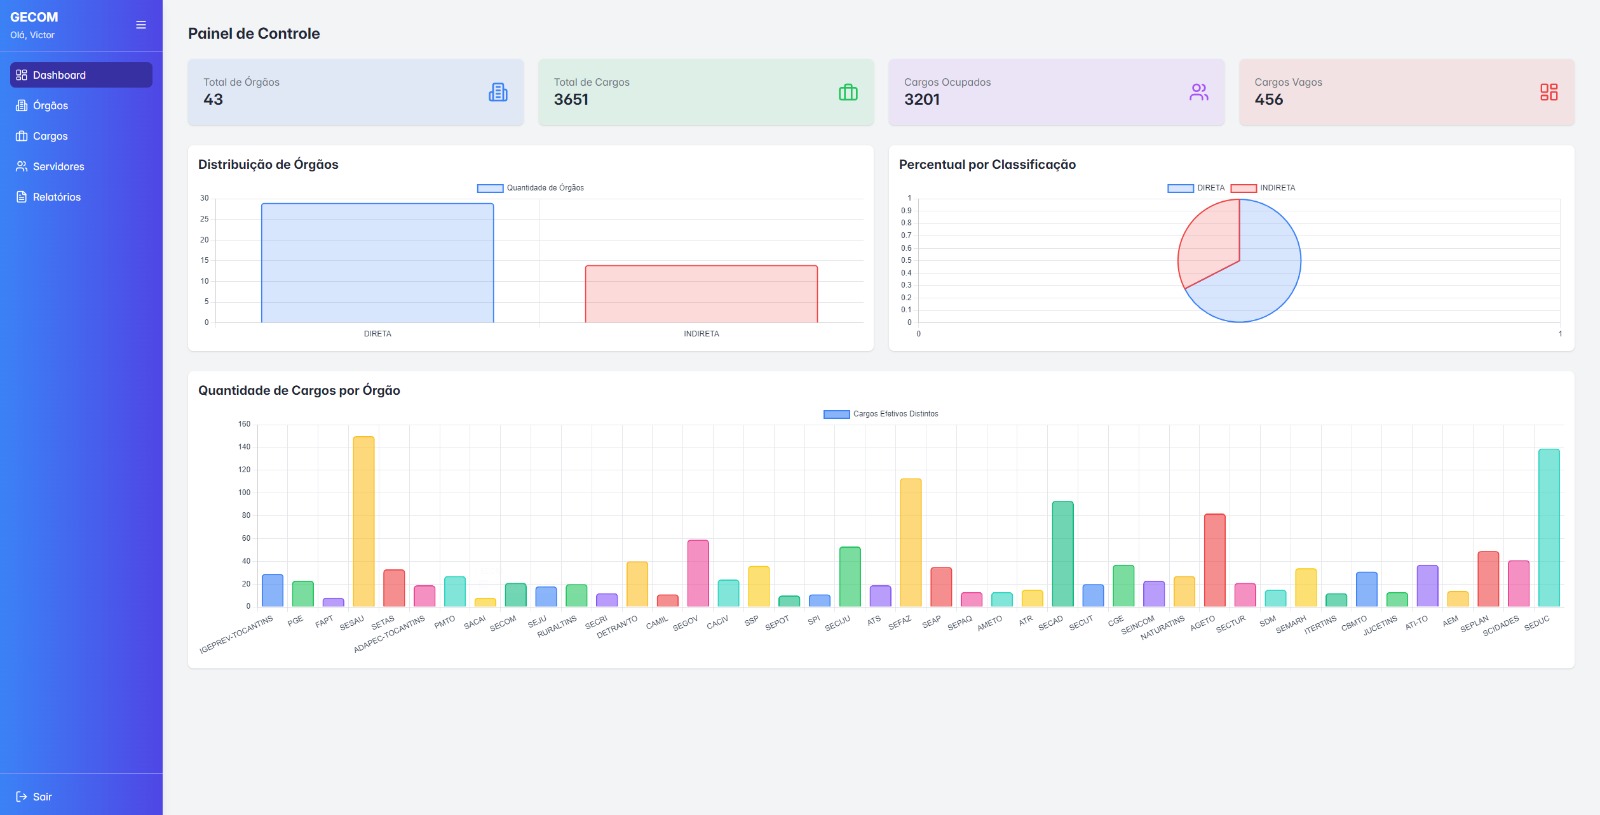 GECOM
Olá, Victor
Dashboard
Órgãos
Cargos
Servidores
Relatórios
Sair
Painel de Controle
Total de Órgãos
43
Total de Cargos
3651
Cargos Ocupados
3201
Cargos Vagos
456
Distribuição de Órgãos
Quantidade de Órgãos
30
25
20
15
10
5
0
DIRETA INDIRETA
Percentual por Classificação
DIRETA INDIRETA
1
0.9
0.8
0.7
0.6
0.5
0.4
0.3
0.2
0.1
0
0 1
Quantidade de Cargos por Órgão
Cargos Efetivos Distintos
160
140
120
100
80
60
40
20
0
IGEPREV-TOCANTINS PGE FAPT SESAU SETAS ADAPEC-TOCANTINS PMTO SACAI SECOM SEJU RURALTINS SECRI DETRAN/TO CAMIL SEGOV CACIV SSP SEPOT SPI SECUU ATS SEFAZ SEAP SEPAQ AMETO ATR SECAD SECUT CGE SEINCOM NATURATINS AGETO SECTUR SDM SEMARH ITERTINS CBMTO JUCETINS ATI-TO AEM SEPLAN SCIDADES SEDUC